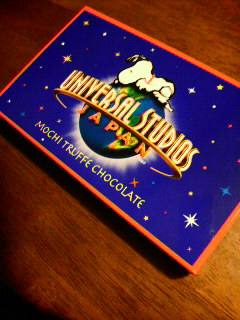 UNIVERSAL STUDIOS
JAPAN
MOCHI TRUFFE CHOCOLATE